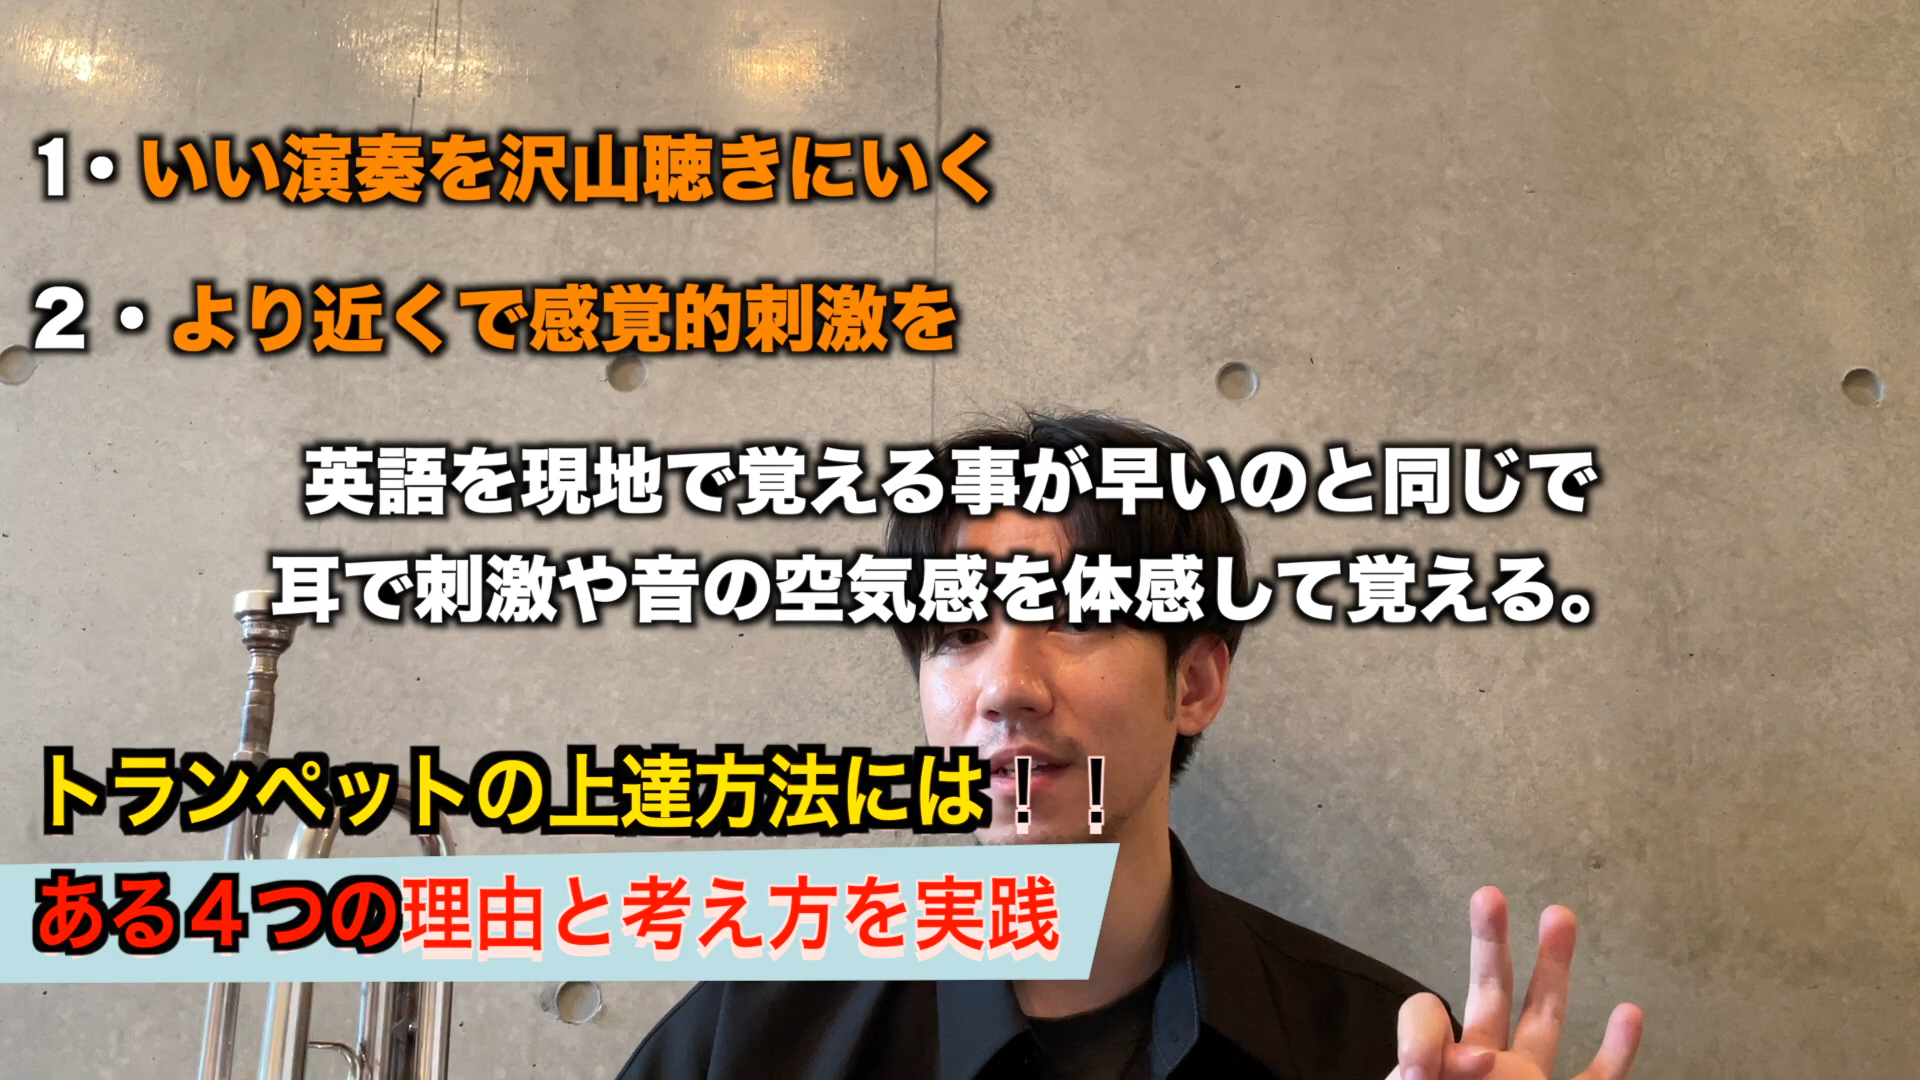 1・いい演奏を沢山聴きにいく
２・より近くで感覚的刺激を
英語を現地で覚える事が早いのと同じで
耳で刺激や音の空気感を体感して覚える。
トランペットの上達方法には！！
ある４つの理由と考え方を実践